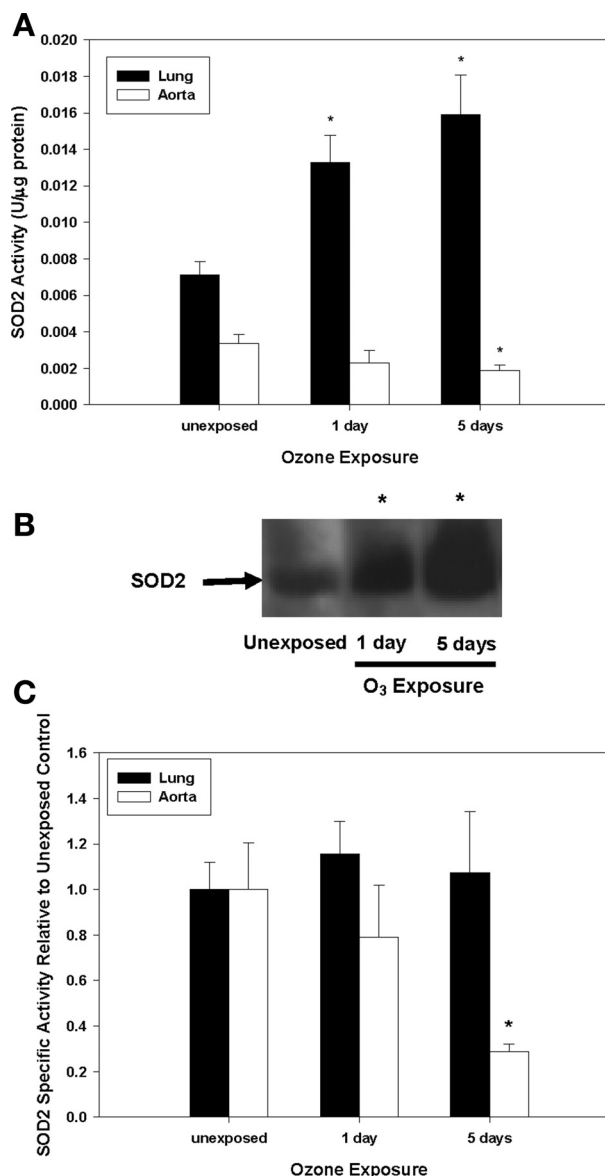 A
SOD2 Activity (U/µg protein)
0.020
0.018
0.016
0.014
0.012
0.010
0.008
0.006
0.004
0.002
0.000
Lung
Aorta
*
*
*
unexposed 1 day 5 days
Ozone Exposure
B
* *
SOD2
Unexposed 1 day 5 days
O₃ Exposure
C
SOD2 Specific Activity Relative to Unexposed Control
1.6
1.4
1.2
1.0
0.8
0.6
0.4
0.2
0.0
Lung
Aorta
*
unexposed 1 day 5 days
Ozone Exposure